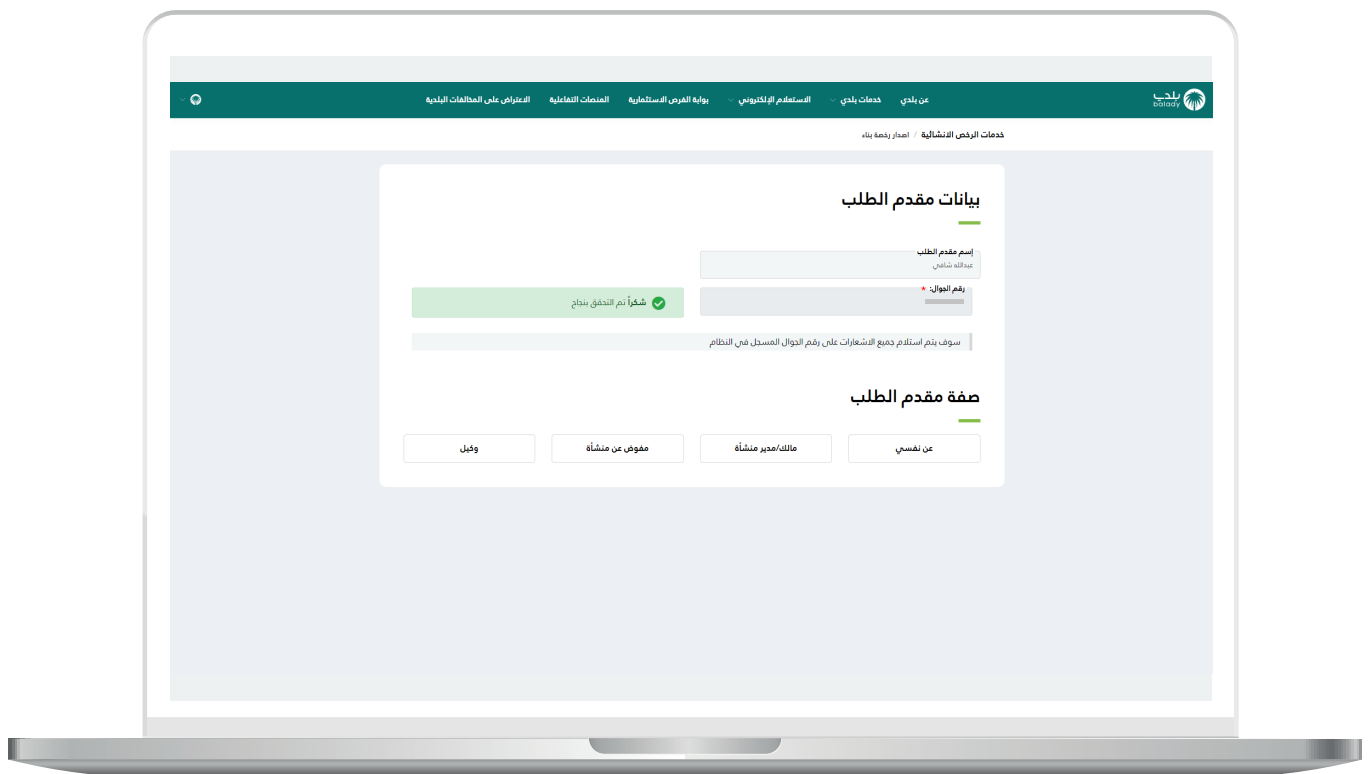 بلدي
balady
عن بلدي خدمات بلدي الاستعلام الإلكتروني بوابة الفرص الاستثمارية المنصات التفاعلية الاعتراض على المخالفات البلدية
خدمات الرخص الانشائية / اصدار رخصة بناء
بيانات مقدم الطلب
إسم مقدم الطلب
عبدالله شافي
رقم الجوال: *
شكراً تم التحقق بنجاح
سوف يتم استلام جميع الاشعارات على رقم الجوال المسجل في النظام
صفة مقدم الطلب
عن نفسي مالك/مدير منشأة مفوض عن منشأة وكيل